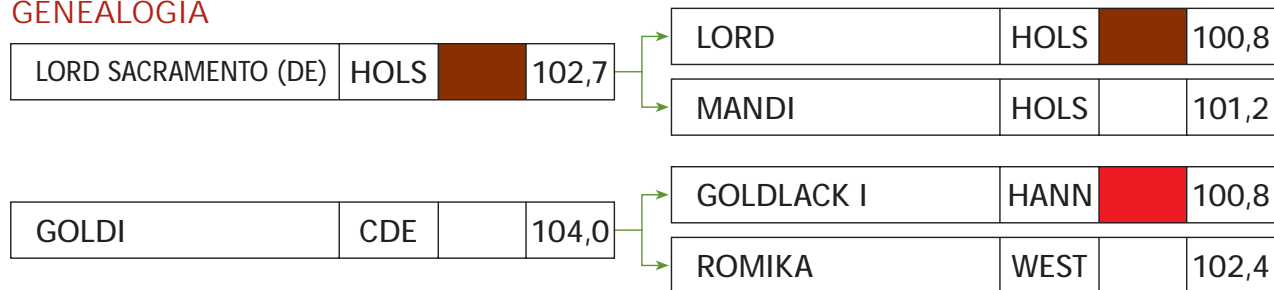 GENEALOGÍA
LORD SACRAMENTO (DE) HOLS 102,7
LORD HOLS 100,8
MANDI HOLS 101,2
GOLDI CDE 104,0
GOLDLACK I HANN 100,8
ROMIKA WEST 102,4